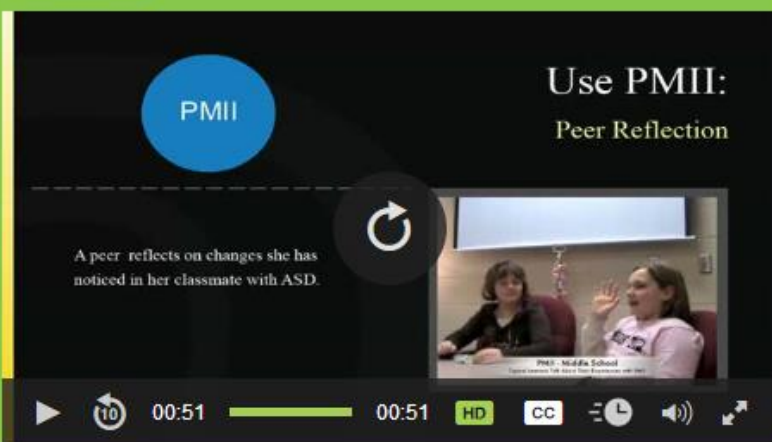 PMII
Use PMII:
Peer Reflection
A peer reflects on changes she has
noticed in her classmate with ASD.
PMII - Middle School
10
00:51
00:51
HD
CC